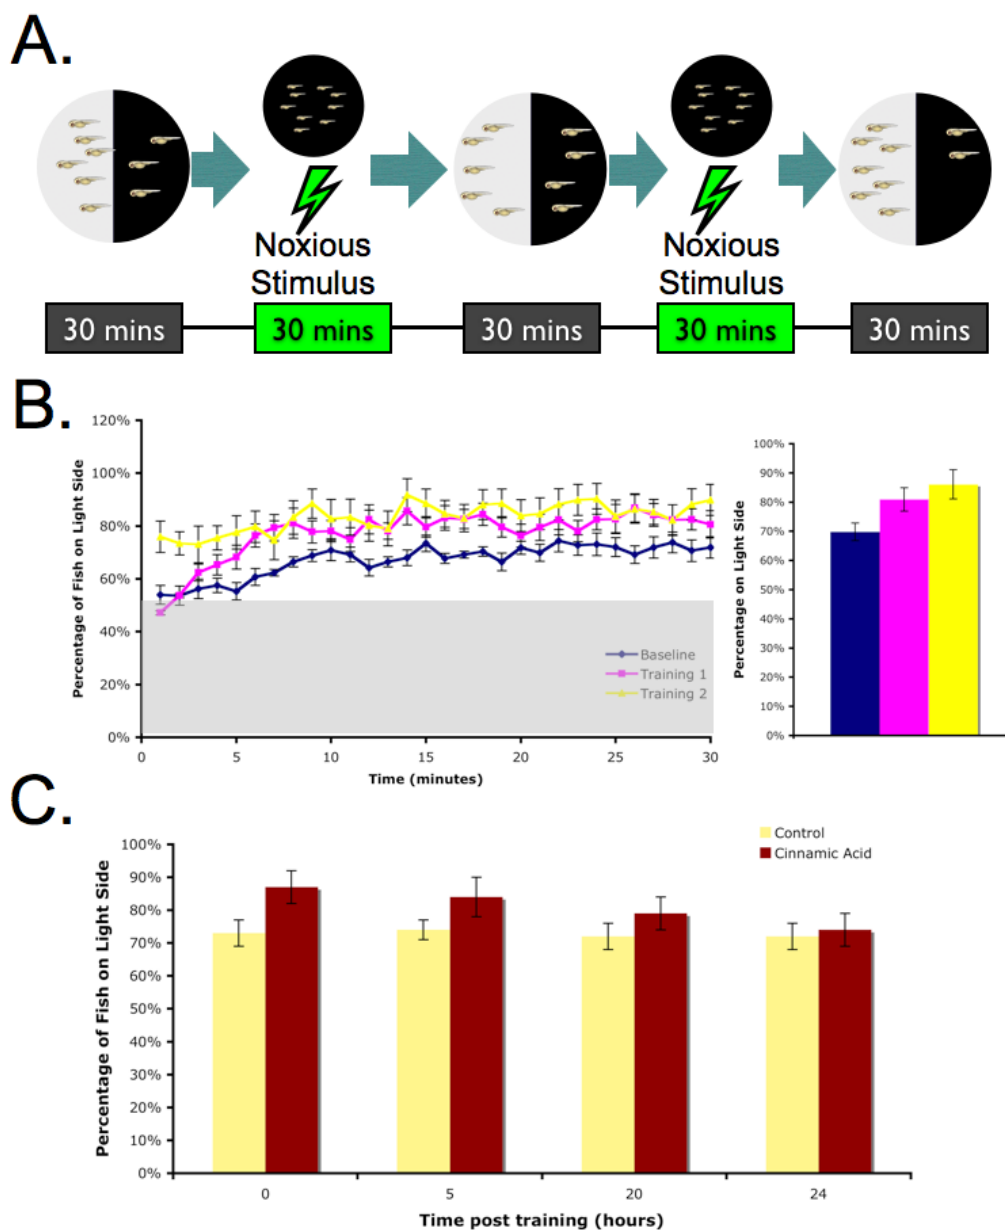 A.
Noxious Stimulus
Noxious Stimulus
30 mins
30 mins
30 mins
30 mins
30 mins
B.
Percentage of Fish on Light Side
120%
100%
80%
60%
40%
20%
0%
0
5
10
15
20
25
30
Time (minutes)
Baseline
Training 1
Training 2
Percentage on Light Side
100%
90%
80%
70%
60%
50%
40%
30%
20%
10%
0%
C.
Percentage of Fish on Light Side
100%
90%
80%
70%
60%
50%
40%
30%
20%
10%
0%
Control
Cinnamic Acid
0
5
20
24
Time post training (hours)